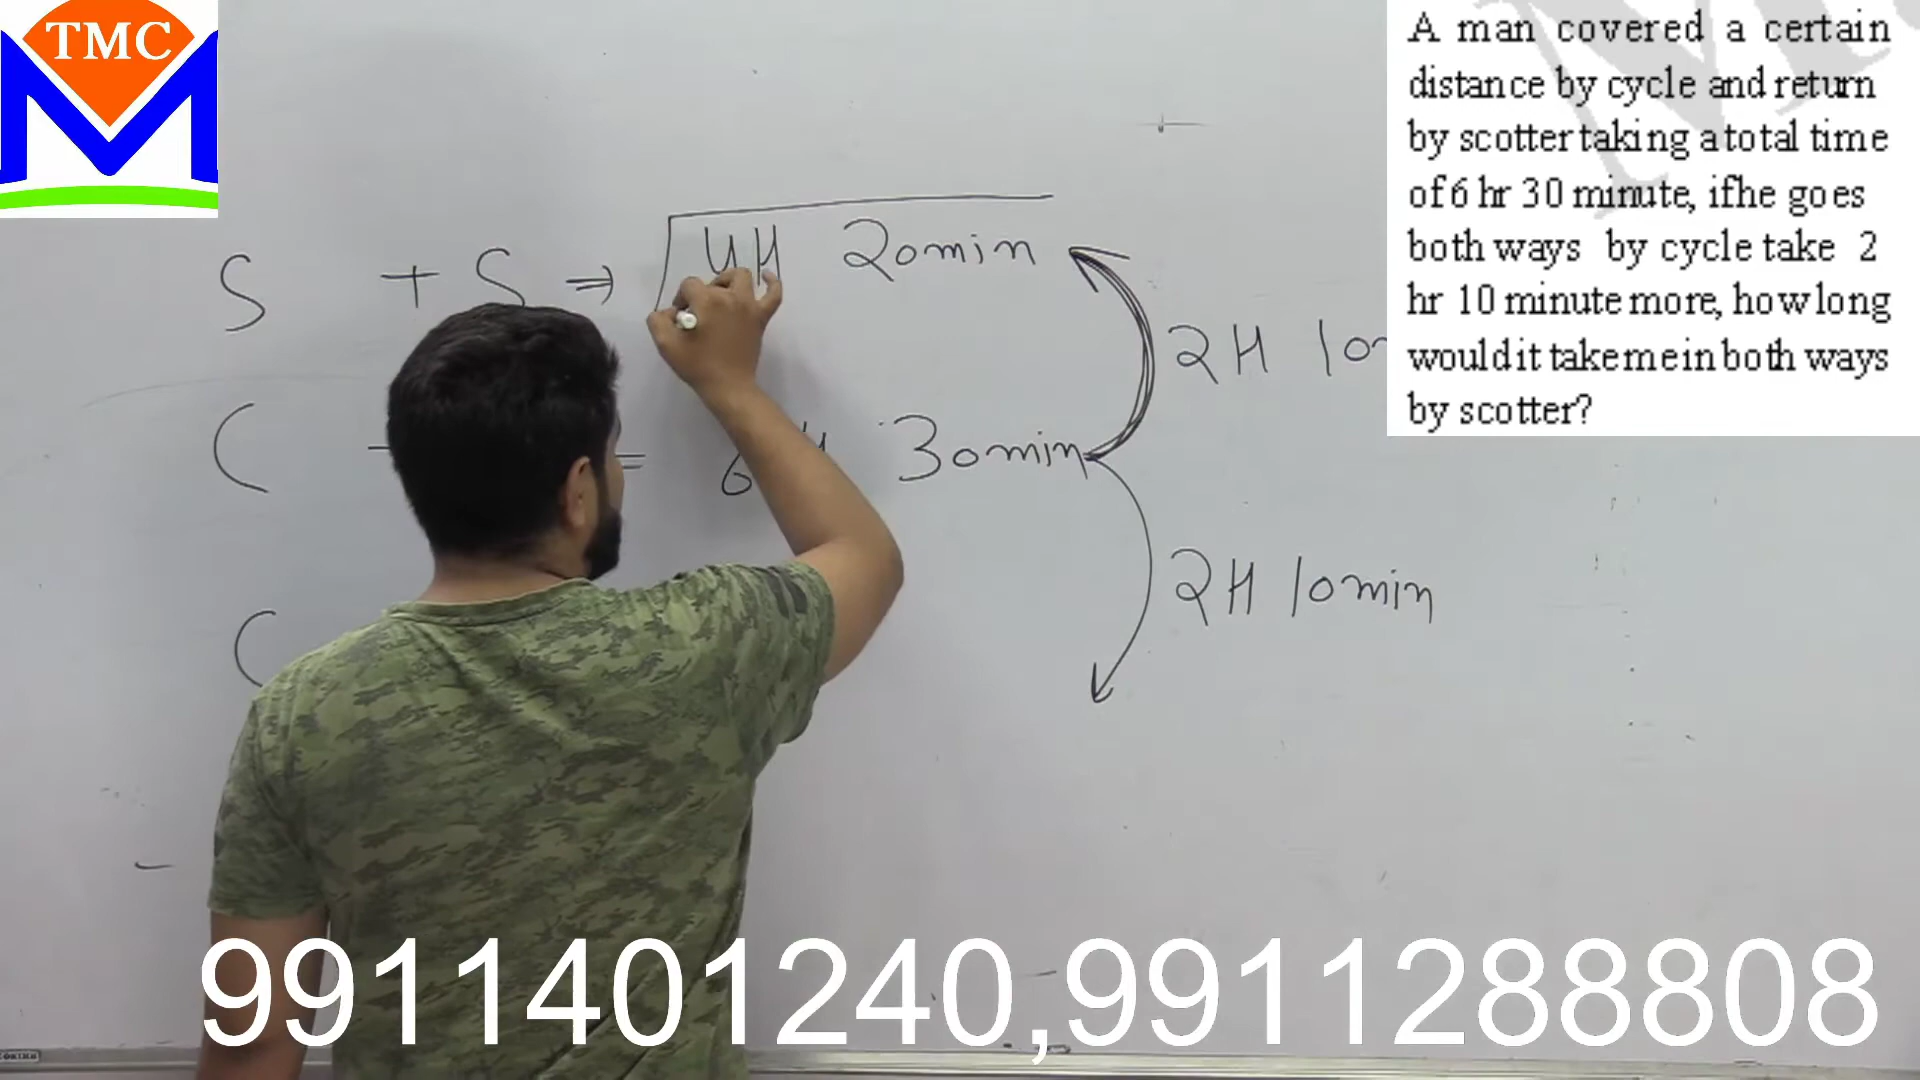 TMC
A man covered a certain
distance by cycle and return
by scotter taking a total time
of 6 hr 30 minute, if he goes
both ways by cycle take 2
hr 10 minute more, how long
would it take me in both ways
by scotter?
S + S ⇒ 4H 20min
2H 10
C = 30min
2H 10min
C
9911401240,9911288808